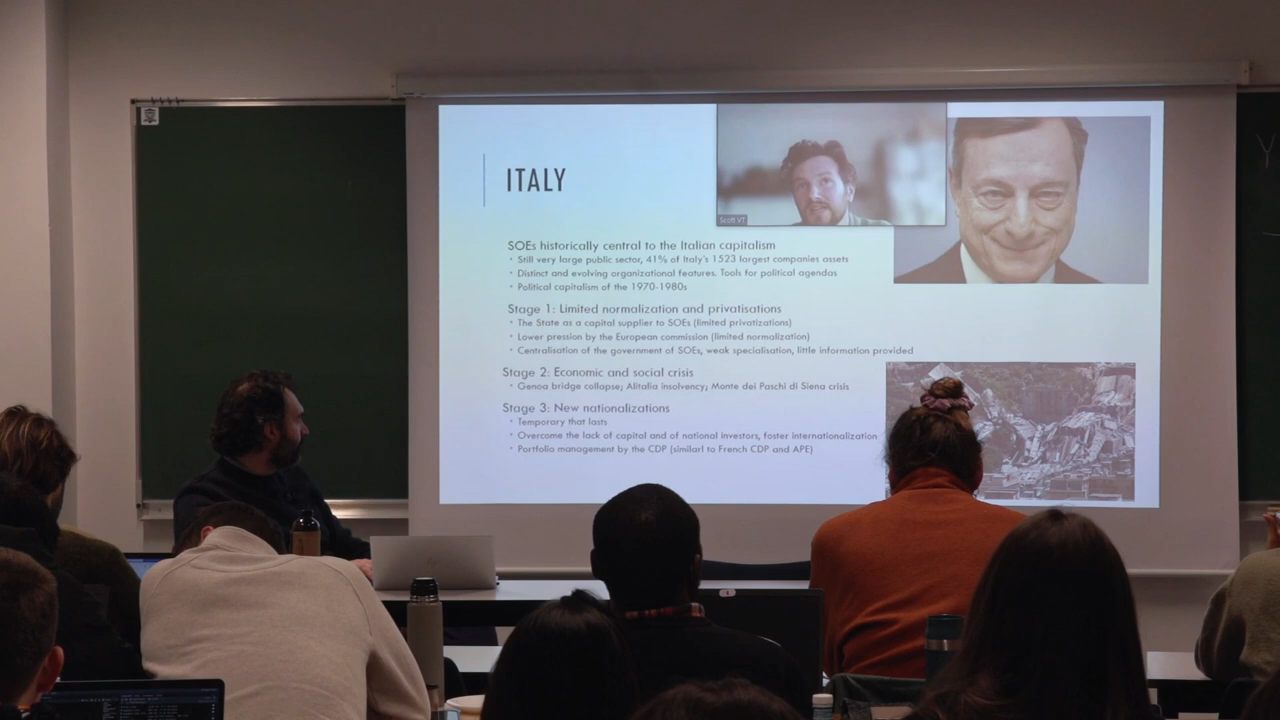 ITALY
Scott VT
SOEs historically central to the Italian capitalism
• Still very large public sector, 41% of Italy's 1523 largest companies assets
• Distinct and evolving organizational features. Tools for political agendas
• Political capitalism of the 1970-1980s
Stage 1: Limited normalization and privatisations
• The State as a capital supplier to SOEs (limited privatizations)
• Lower pression by the European commission (limited normalization)
• Centralisation of the government of SOEs, weak specialisation, little information provided
Stage 2: Economic and social crisis
• Genoa bridge collapse; Alitalia insolvency; Monte dei Paschi di Siena crisis
Stage 3: New nationalizations
• Temporary that lasts
• Overcome the lack of capital and of national investors, foster internationalization
• Portfolio management by the CDP (similarl to French CDP and APE)